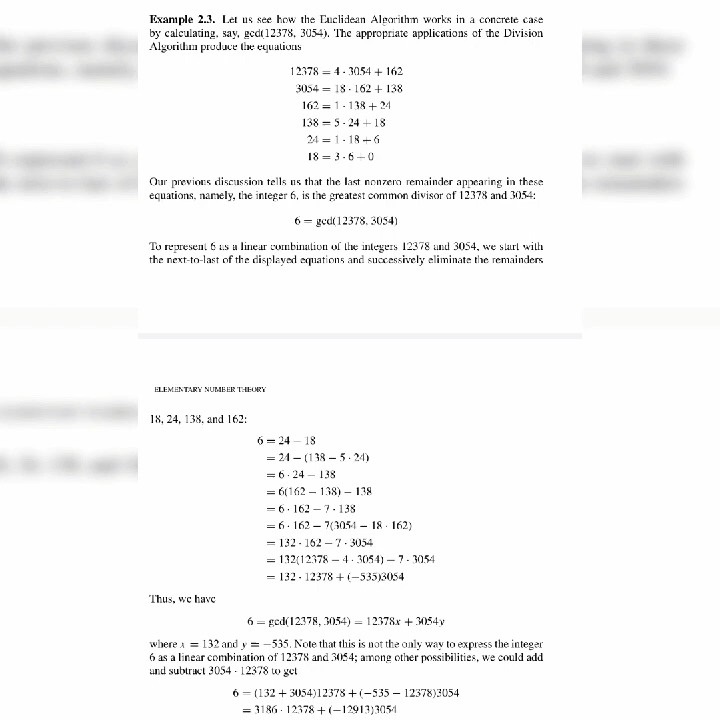 Example 2.3. Let us see how the Euclidean Algorithm works in a concrete case
by calculating, say, gcd(12378, 3054). The appropriate applications of the Division
Algorithm produce the equations
12378 = 4 · 3054 + 162
3054 = 18 · 162 + 138
162 = 1 · 138 + 24
138 = 5 · 24 + 18
24 = 1 · 18 + 6
18 = 3 · 6 + 0
Our previous discussion tells us that the last nonzero remainder appearing in these
equations, namely, the integer 6, is the greatest common divisor of 12378 and 3054:
6 = gcd(12378, 3054)
To represent 6 as a linear combination of the integers 12378 and 3054, we start with
the next-to-last of the displayed equations and successively eliminate the remainders
ELEMENTARY NUMBER THEORY
18, 24, 138, and 162:
6 = 24 − 18
= 24 − (138 − 5 · 24)
= 6 · 24 − 138
= 6(162 − 138) − 138
= 6 · 162 − 7 · 138
= 6 · 162 − 7(3054 − 18 · 162)
= 132 · 162 − 7 · 3054
= 132(12378 − 4 · 3054) − 7 · 3054
= 132 · 12378 + (−535)3054
Thus, we have
6 = gcd(12378, 3054) = 12378x + 3054y
where x = 132 and y = −535. Note that this is not the only way to express the integer
6 as a linear combination of 12378 and 3054; among other possibilities, we could add
and subtract 3054 · 12378 to get
6 = (132 + 3054)12378 + (−535 − 12378)3054
= 3186 · 12378 + (−12913)3054